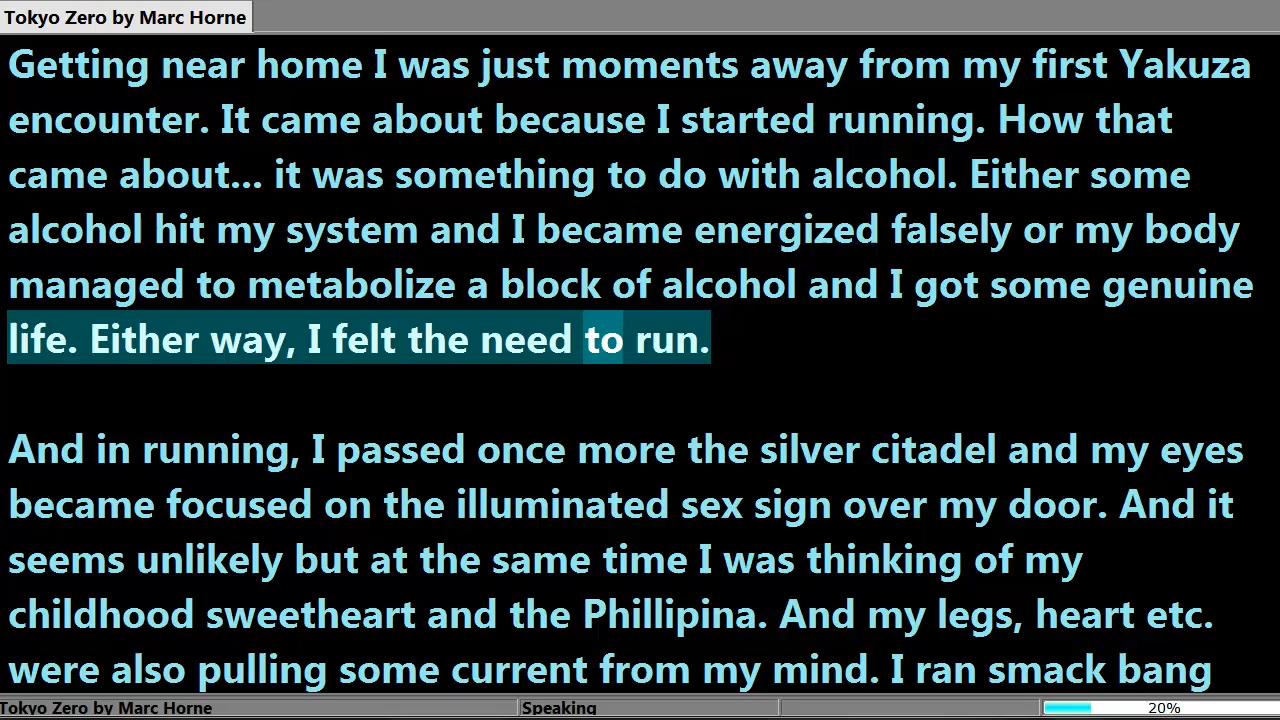 Tokyo Zero by Marc Horne
Getting near home I was just moments away from my first Yakuza
encounter. It came about because I started running. How that
came about... it was something to do with alcohol. Either some
alcohol hit my system and I became energized falsely or my body
managed to metabolize a block of alcohol and I got some genuine
life. Either way, I felt the need to run.
And in running, I passed once more the silver citadel and my eyes
became focused on the illuminated sex sign over my door. And it
seems unlikely but at the same time I was thinking of my
childhood sweetheart and the Phillipina. And my legs, heart etc.
were also pulling some current from my mind. I ran smack bang
Tokyo Zero by Marc Horne Speaking 20%